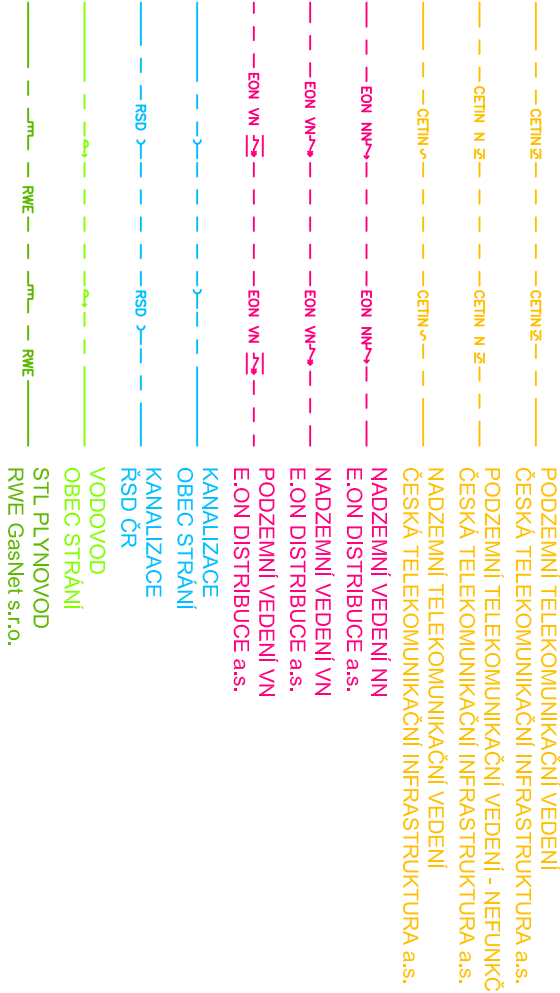 CETIN CETIN PODZEMNÍ TELEKOMUNIKAČNÍ VEDENÍ
ČESKÁ TELEKOMUNIKAČNÍ INFRASTRUKTURA a.s.
CETIN N CETIN N PODZEMNÍ TELEKOMUNIKAČNÍ VEDENÍ - NEFUNKČ
ČESKÁ TELEKOMUNIKAČNÍ INFRASTRUKTURA a.s.
CETIN CETIN NADZEMNÍ TELEKOMUNIKAČNÍ VEDENÍ
ČESKÁ TELEKOMUNIKAČNÍ INFRASTRUKTURA a.s.
EON NN EON NN NADZEMNÍ VEDENÍ NN
E.ON DISTRIBUCE a.s.
EON VN EON VN NADZEMNÍ VEDENÍ VN
E.ON DISTRIBUCE a.s.
EON VN EON VN PODZEMNÍ VEDENÍ VN
E.ON DISTRIBUCE a.s.
KANALIZACE
OBEC STRÁNÍ
RSD RSD KANALIZACE
ŘSD ČR
VODOVOD
OBEC STRÁNÍ
RWE RWE STL PLYNOVOD
RWE GasNet s.r.o.